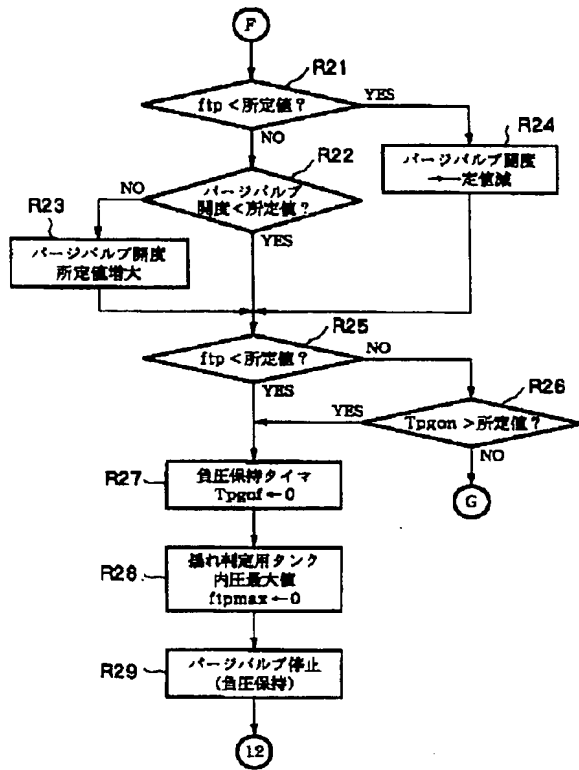 F
R21
ftp<所定値?
YES
NO
R24
パージバルブ開度
←一定値減
R22
パージバルブ
開度<所定値?
NO
YES
R23
パージバルブ開度
所定値増大
R25
ftp<所定値?
NO
YES
R26
Tpgon>所定値?
YES
NO
G
R27
負圧保持タイマ
Tpgof←0
R28
揺れ判定用タンク
内圧最大値
ftpmax←0
R29
パージバルブ停止
(負圧保持)
12